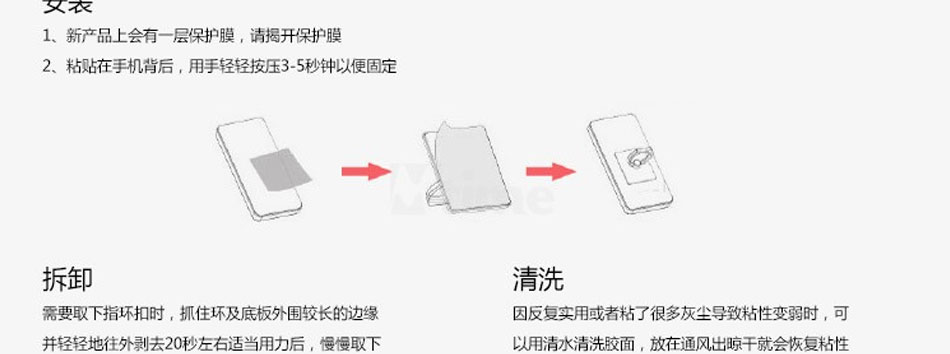 安装
1、新产品上会有一层保护膜，请揭开保护膜
2、粘贴在手机背后，用手轻轻按压3-5秒钟以便固定
拆卸
需要取下指环扣时，抓住环及底板外围较长的边缘
并轻轻地往外剥去20秒左右适当用力后，慢慢取下
清洗
因反复实用或者粘了很多灰尘导致粘性变弱时，可
以用清水清洗胶面，放在通风出晾干就会恢复粘性